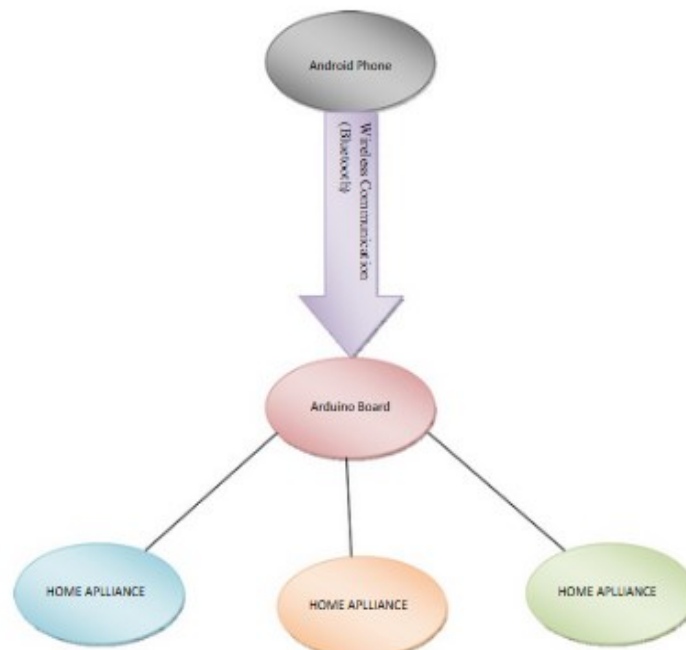 Android Phone
Wireless Communication
(Bluetooth)
Arduino Board
HOME APLLIANCE
HOME APLLIANCE
HOME APLLIANCE